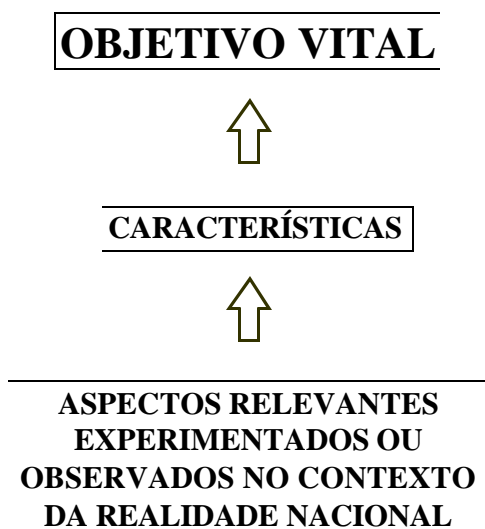 OBJETIVO VITAL
CARACTERÍSTICAS
ASPECTOS RELEVANTES
EXPERIMENTADOS OU
OBSERVADOS NO CONTEXTO
DA REALIDADE NACIONAL